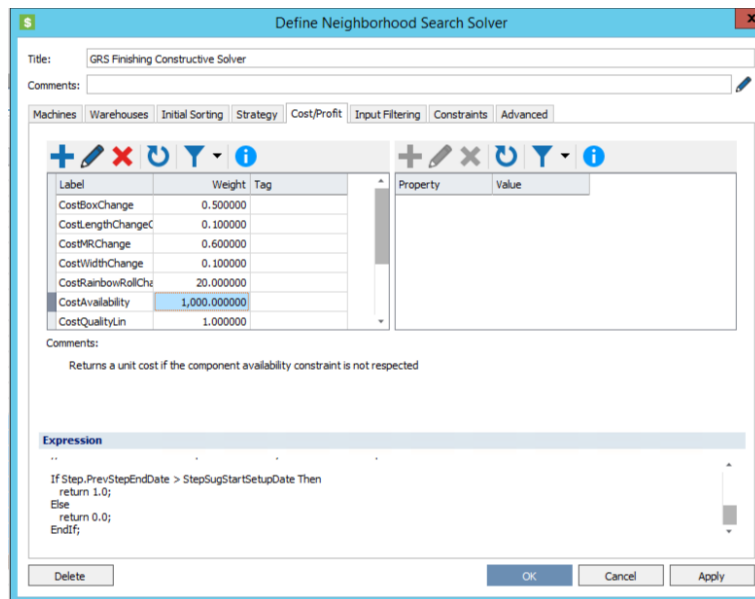 S
Define Neighborhood Search Solver
x
Title: GRS Finishing Constructive Solver
Comments:
Machines Warehouses Initial Sorting Strategy Cost/Profit Input Filtering Constraints Advanced
Label Weight Tag
Property Value
CostBoxChange 0.500000
CostLengthChangeC 0.100000
CostMRChange 0.600000
CostWidthChange 0.100000
CostRainbowRollCha 20.000000
CostAvailability 1,000.000000
CostQualityLin 1.000000
Comments:
Returns a unit cost if the component availability constraint is not respected
Expression
If Step.PrevStepEndDate > StepSugStartSetupDate Then
return 1.0;
Else
return 0.0;
EndIf;
Delete OK Cancel Apply